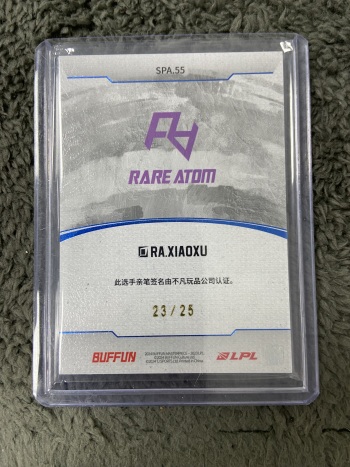 SPA.55
RARE ATOM
RA.XIAOXU
此选手亲笔签名由不凡玩品公司认证。
23/25
BUFFUN
LPL